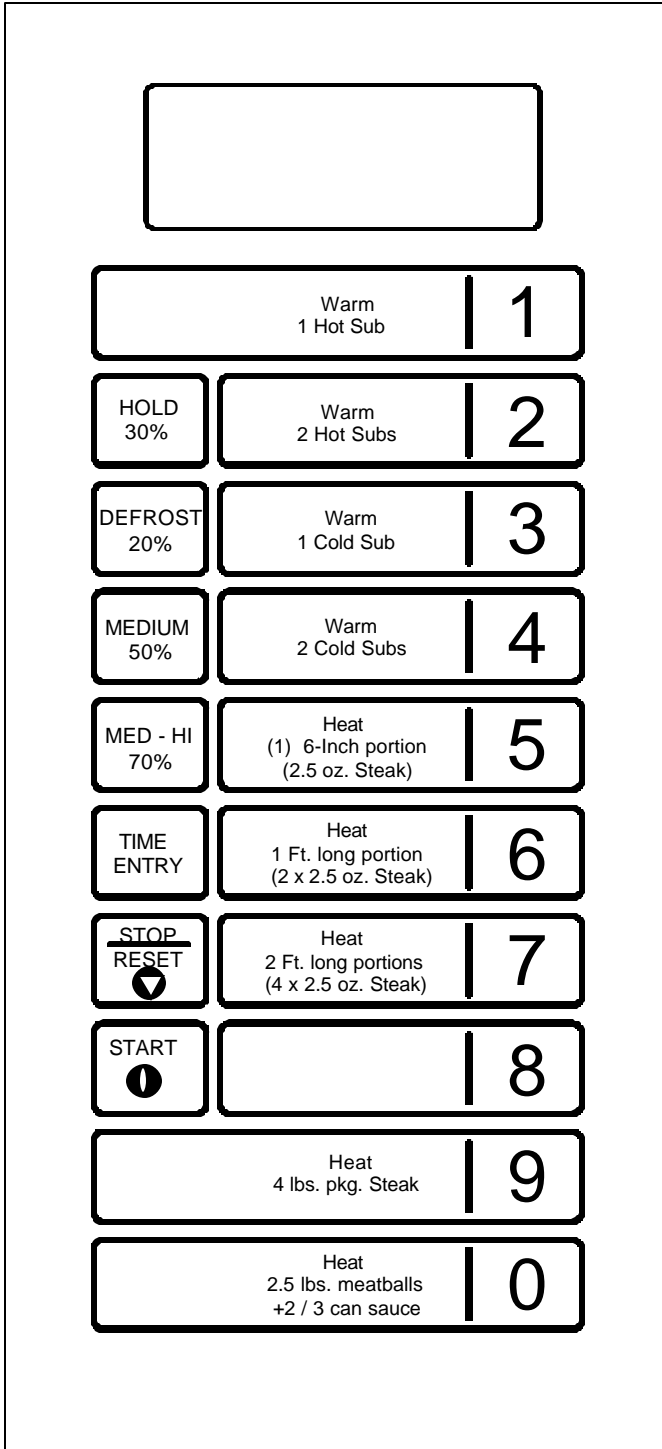 Warm
1 Hot Sub
1
HOLD
30%
Warm
2 Hot Subs
2
DEFROST
20%
Warm
1 Cold Sub
3
MEDIUM
50%
Warm
2 Cold Subs
4
MED - HI
70%
Heat
(1) 6-Inch portion
(2.5 oz. Steak)
5
TIME
ENTRY
Heat
1 Ft. long portion
(2 x 2.5 oz. Steak)
6
STOP
RESET
Heat
2 Ft. long portions
(4 x 2.5 oz. Steak)
7
START
8
Heat
4 lbs. pkg. Steak
9
Heat
2.5 lbs. meatballs
+2 / 3 can sauce
0